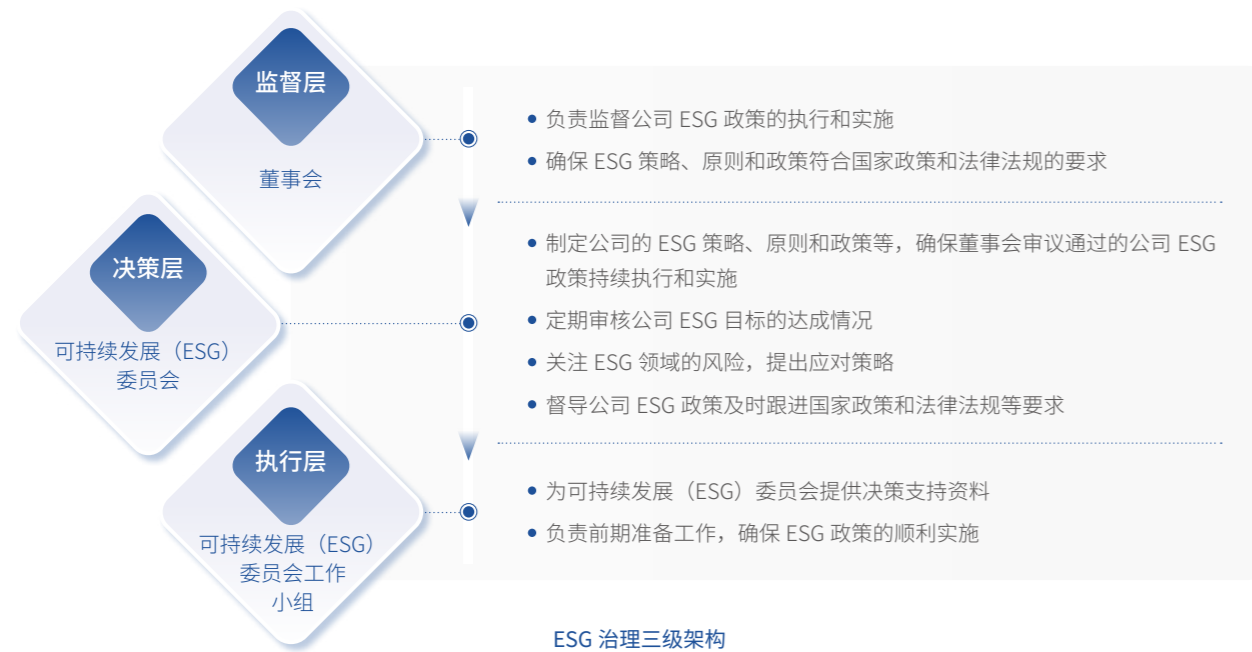 监督层
董事会
负责监督公司 ESG 政策的执行和实施
确保 ESG 策略、原则和政策符合国家政策和法律法规的要求
决策层
可持续发展（ESG）
委员会
制定公司的 ESG 策略、原则和政策等，确保董事会审议通过的公司 ESG
政策持续执行和实施
定期审核公司 ESG 目标的达成情况
关注 ESG 领域的风险，提出应对策略
督导公司 ESG 政策及时跟进国家政策和法律法规等要求
执行层
可持续发展（ESG）
委员会工作
小组
为可持续发展（ESG）委员会提供决策支持资料
负责前期准备工作，确保 ESG 政策的顺利实施
ESG 治理三级架构